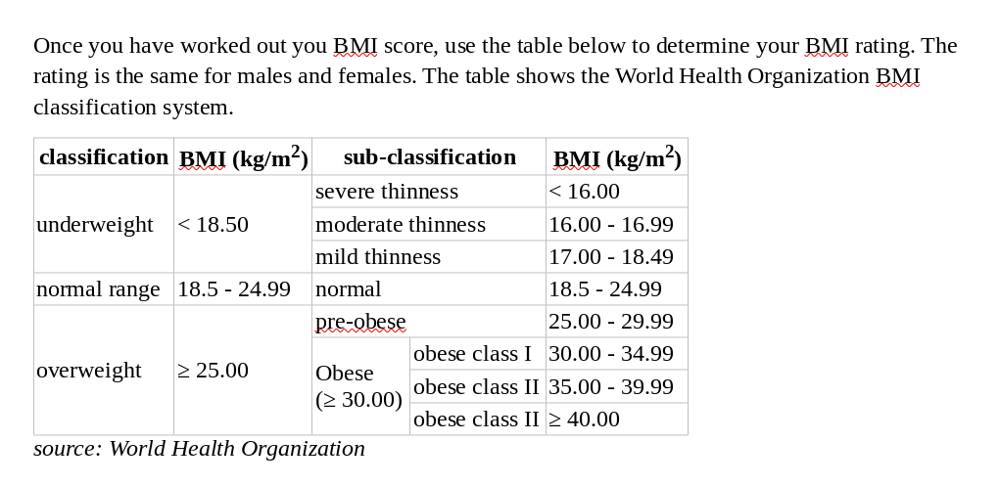 Once you have worked out you BMI score, use the table below to determine your BMI rating. The
rating is the same for males and females. The table shows the World Health Organization BMI
classification system.
classification BMI (kg/m²) sub-classification BMI (kg/m²)
severe thinness < 16.00
underweight < 18.50 moderate thinness 16.00 - 16.99
mild thinness 17.00 - 18.49
normal range 18.5 - 24.99 normal 18.5 - 24.99
pre-obese 25.00 - 29.99
overweight ≥ 25.00
Obese
(≥ 30.00)
obese class I 30.00 - 34.99
obese class II 35.00 - 39.99
obese class II ≥ 40.00
source: World Health Organization